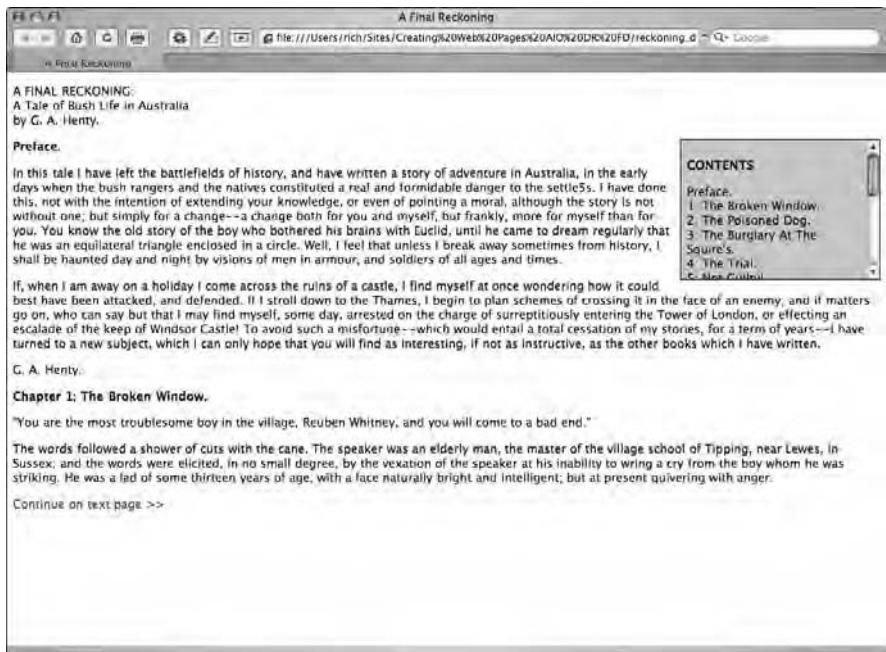 A Final Reckoning
file:///Users/rich/Sites/Creating%20Web%20Pages%20AIO%20DR%20FD/reckoning_d
Google
A Final Reckoning
A FINAL RECKONING:
A Tale of Bush Life in Australia
by G. A. Henty.
Preface.
In this tale I have left the battlefields of history, and have written a story of adventure in Australia, in the early
days when the bush rangers and the natives constituted a real and formidable danger to the settle5s. I have done
this, not with the intention of extending your knowledge, or even of pointing a moral, although the story is not
without one; but simply for a change--a change both for you and myself, but frankly, more for myself than for
you. You know the old story of the boy who bothered his brains with Euclid, until he came to dream regularly that
he was an equilateral triangle enclosed in a circle. Well, I feel that unless I break away sometimes from history, I
shall be haunted day and night by visions of men in armour, and soldiers of all ages and times.
CONTENTS
Preface.
1 The Broken Window.
2 The Poisoned Dog.
3 The Burglary At The
Squire's.
4 The Trial.
If, when I am away on a holiday I come across the ruins of a castle, I find myself at once wondering how it could
best have been attacked, and defended. If I stroll down to the Thames, I begin to plan schemes of crossing it in the face of an enemy; and if matters
go on, who can say but that I may find myself, some day, arrested on the charge of surreptitiously entering the Tower of London, or effecting an
escalade of the keep of Windsor Castle! To avoid such a misfortune--which would entail a total cessation of my stories, for a term of years--I have
turned to a new subject, which I can only hope that you will find as interesting, if not as instructive, as the other books which I have written.
G. A. Henty.
Chapter 1: The Broken Window.
"You are the most troublesome boy in the village, Reuben Whitney, and you will come to a bad end."
The words followed a shower of cuts with the cane. The speaker was an elderly man, the master of the village school of Tipping, near Lewes, in
Sussex; and the words were elicited, in no small degree, by the vexation of the speaker at his inability to wring a cry from the boy whom he was
striking. He was a lad of some thirteen years of age, with a face naturally bright and intelligent; but at present quivering with anger.
Continue on text page >>